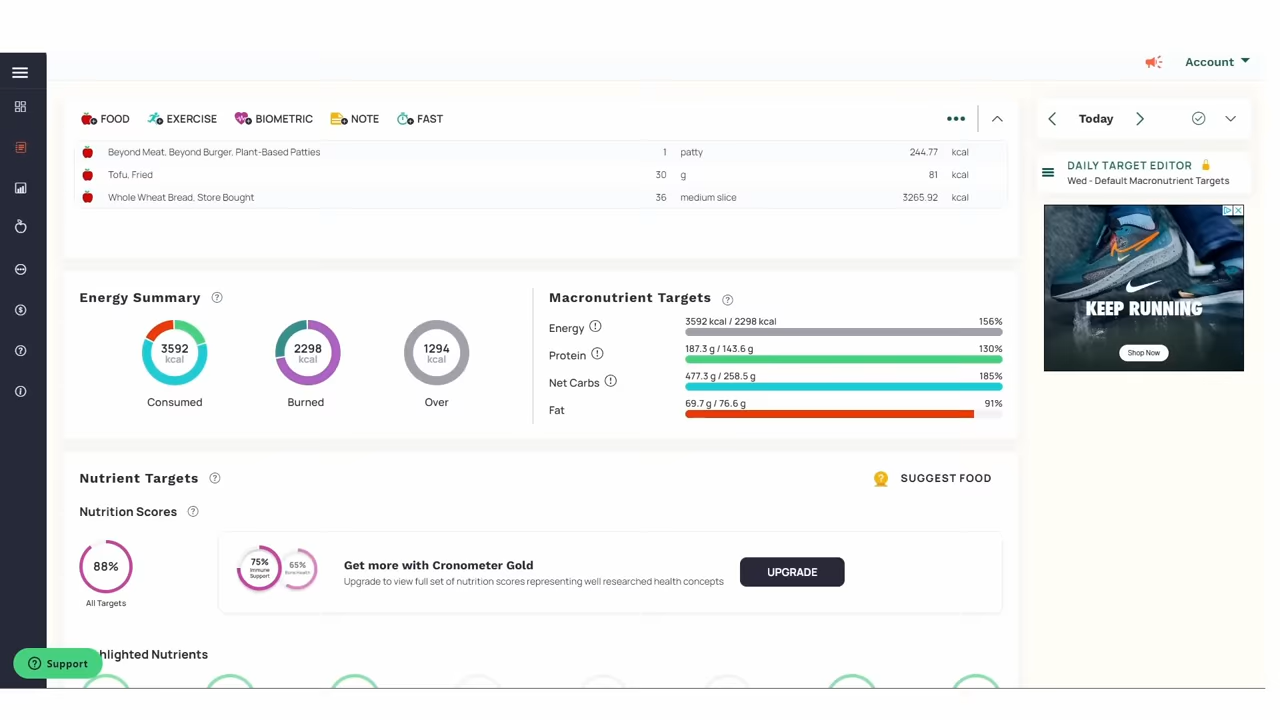 Account
FOOD EXERCISE BIOMETRIC NOTE FAST
Today
Beyond Meat, Beyond Burger, Plant-Based Patties 1 patty 244.77 kcal
Tofu, Fried 30 g 81 kcal
Whole Wheat Bread, Store Bought 36 medium slice 3265.92 kcal
DAILY TARGET EDITOR
Wed - Default Macronutrient Targets
KEEP RUNNING
Shop Now
Energy Summary
3592 kcal
Consumed
2298 kcal
Burned
1294 kcal
Over
Macronutrient Targets
Energy 3592 kcal / 2298 kcal 156%
Protein 187.3 g / 143.6 g 130%
Net Carbs 477.3 g / 258.5 g 185%
Fat 69.7 g / 76.6 g 91%
Nutrient Targets
SUGGEST FOOD
Nutrition Scores
88%
All Targets
75%
Immune
Support
65%
Get more with Cronometer Gold
Upgrade to view full set of nutrition scores representing well researched health concepts
UPGRADE
hlighted Nutrients
Support